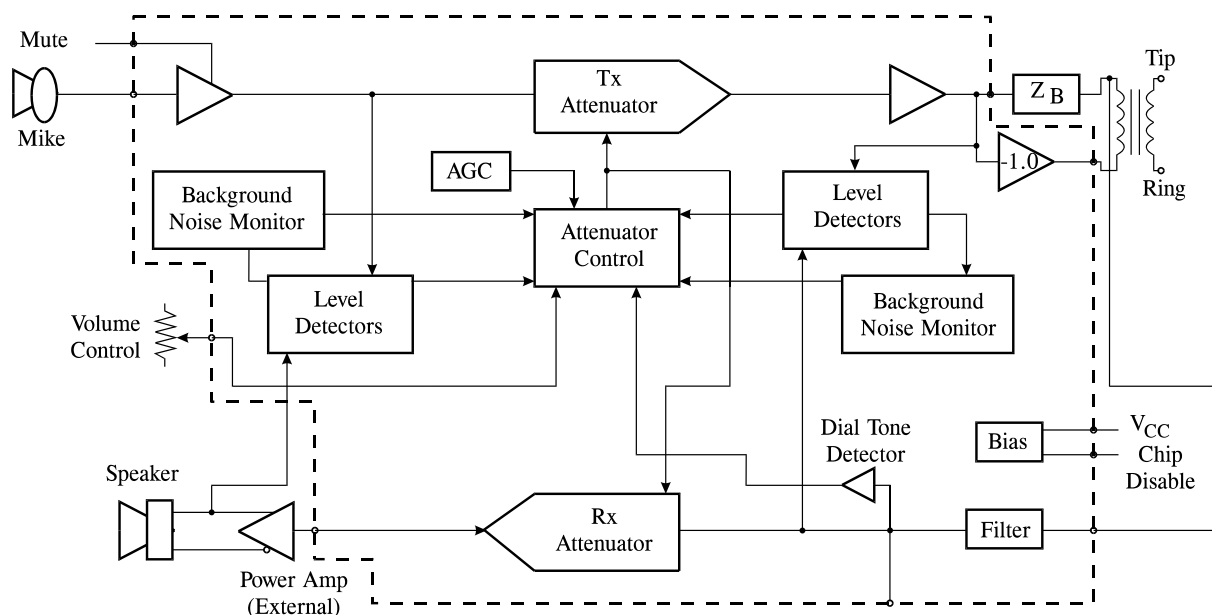 Mute
Mike
Tx
Attenuator
Z B
Tip
Ring
-1.0
AGC
Background
Noise Monitor
Attenuator
Control
Level
Detectors
Level
Detectors
Background
Noise Monitor
Volume
Control
Dial Tone
Detector
Bias
VCC
Chip
Disable
Speaker
Rx
Attenuator
Filter
Power Amp
(External)